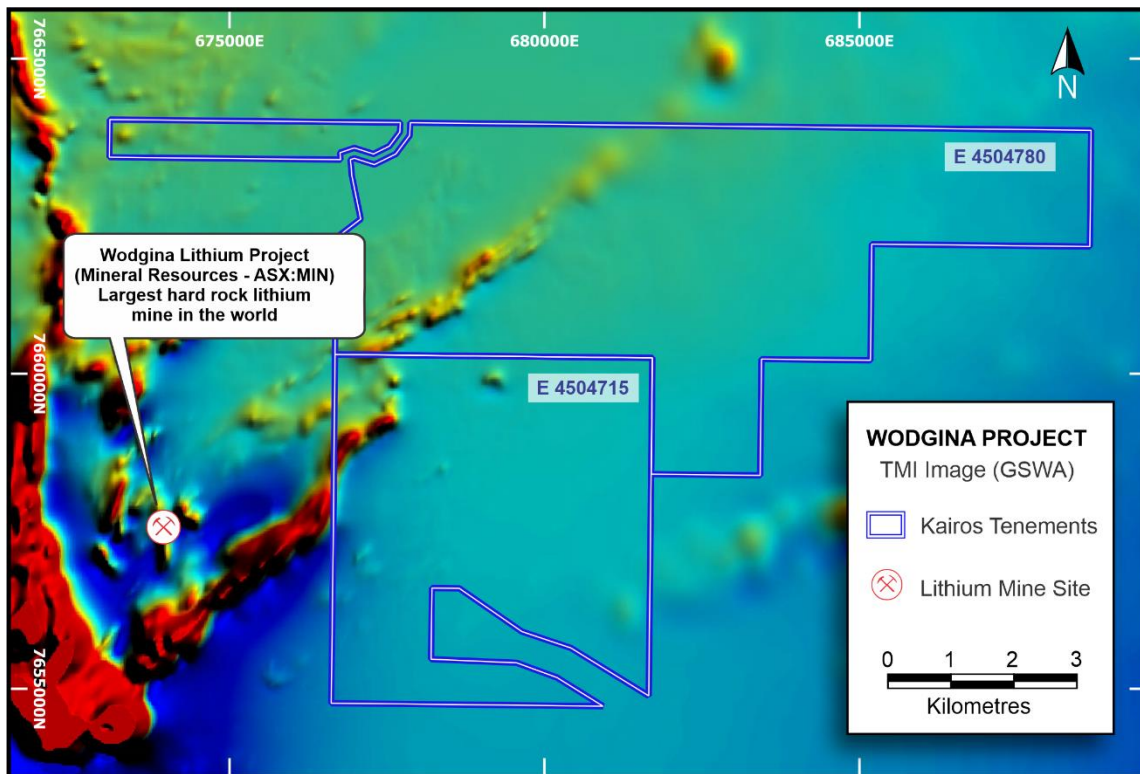 675000E
680000E
685000E
7665000N
N
E 4504780
Wodgina Lithium Project
(Mineral Resources - ASX:MIN)
Largest hard rock lithium
mine in the world
7660000N
E 4504715
WODGINA PROJECT
TMI Image (GSWA)
Kairos Tenements
Lithium Mine Site
0 1 2 3
Kilometres
7655000N